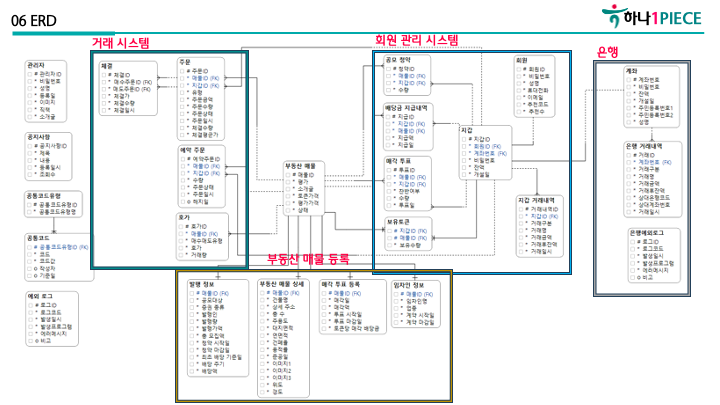 06 ERD
하나1PIECE
거래 시스템
회원 관리 시스템
은행
부동산 매물 등록
관리자
# 관리자ID
* 비밀번호
* 성명
* 등록일
* 이미지
* 직책
* 소개글
공지사항
# 공지사항ID
* 제목
* 내용
* 등록일시
* 조회수
공통코드유형
# 공통코드유형ID
* 공통코드유형명
공통코드
# 공통코드유형ID (FK)
* 코드
* 코드값
o 작성자
o 기준일
예외 로그
# 로그ID
* 로그코드
* 발생일시
* 발생프로그램
* 에러메시지
o 비고
체결
# 체결ID
* 매수주문ID (FK)
* 매도주문ID (FK)
* 체결가
* 체결수량
* 체결일시
주문
# 주문ID
* 매물ID (FK)
* 지갑ID (FK)
* 유형
* 주문금액
* 주문수량
* 주문상태
* 주문일시
* 체결수량
* 체결평균가
예약 주문
# 예약주문ID
* 매물ID (FK)
* 지갑ID (FK)
* 수량
* 주문상태
* 주문일시
o 해지일
호가
# 호가ID
* 매물ID (FK)
* 매수매도유형
* 호가
* 거래량
부동산 매물
# 매물ID
* 평가
* 소개글
* 토큰가격
* 평가가격
* 상태
공모 청약
# 청약ID
* 매물ID (FK)
* 지갑ID (FK)
* 수량
배당금 지급내역
# 지급ID
* 지갑ID (FK)
* 매물ID (FK)
* 지급액
* 지급일
매각 투표
# 투표ID
* 매물ID (FK)
* 지갑ID (FK)
* 찬반여부
* 수량
* 투표일
보유토큰
# 지갑ID (FK)
# 매물ID (FK)
* 보유수량
회원
# 회원ID
* 비밀번호
* 성명
* 휴대전화
* 이메일
* 추천코드
* 추천수
지갑
# 지갑ID
* 회원ID (FK)
* 계좌번호 (FK)
* 비밀번호
* 잔액
* 개설일
지갑 거래내역
# 거래내역ID
* 지갑ID (FK)
* 거래구분
* 거래명
* 거래금액
* 거래후잔액
* 거래일시
계좌
# 계좌번호
* 비밀번호
* 잔액
* 개설일
* 주민등록번호1
* 주민등록번호2
* 성명
은행 거래내역
# 거래ID
* 계좌번호 (FK)
* 거래구분
* 거래명
* 거래금액
* 거래후잔액
* 상대은행코드
* 상대계좌번호
* 거래일시
은행예외로그
# 로그ID
* 로그코드
* 발생일시
* 발생프로그램
* 에러메시지
o 비고
발행 정보
# 매물ID (FK)
* 공모대상
* 증권 종류
* 발행인
* 발행량
* 발행가액
* 총 모집액
* 청약 시작일
* 청약 마감일
* 최초 배당 기준일
* 배당 주기
* 배당액
부동산 매물 상세
# 매물ID (FK)
* 건물명
* 상세 주소
* 층 수
* 주용도
* 대지면적
* 연면적
* 건폐율
* 용적률
* 준공일
* 이미지1
* 이미지2
* 이미지3
* 위도
* 경도
매각 투표 등록
# 매물ID (FK)
* 매각일
* 매각액
* 투표 시작일
* 투표 마감일
* 토큰당 매각 배당금
임차인 정보
# 매물ID (FK)
* 임차인명
* 업종
* 계약 시작일
* 계약 마감일